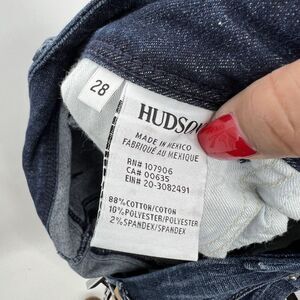 28
HUDSON
MADE IN MEXICO
FABRIQUÉ AU MEXIQUE
RN# 107906
CA# 00635
EIN# 20-3082491
88% COTTON/COTON
10% POLYESTER/POLYESTER
2% SPANDEX/SPANDEX